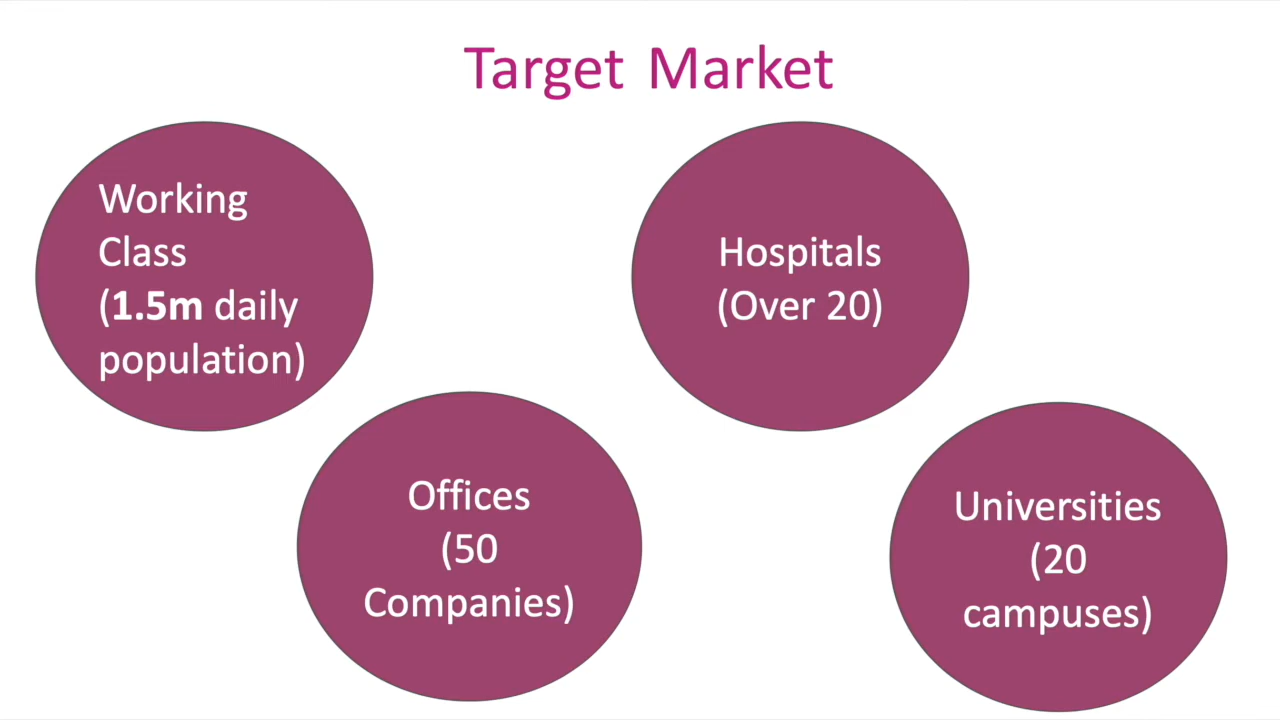 Target Market
Working
Class
(1.5m daily
population)
Hospitals
(Over 20)
Offices
(50
Companies)
Universities
(20
campuses)